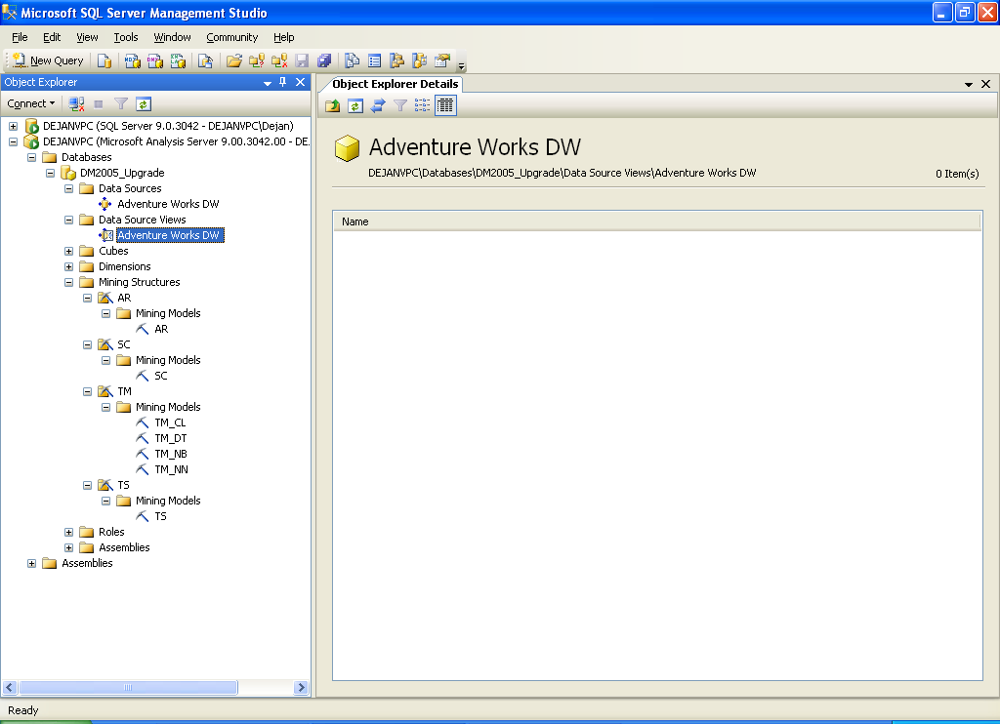 Microsoft SQL Server Management Studio
File Edit View Tools Window Community Help
New Query
Object Explorer
Connect
DEJANVPC (SQL Server 9.0.3042 - DEJANVPC\Dejan)
DEJANVPC (Microsoft Analysis Server 9.00.3042.00 - DE
Databases
DM2005_Upgrade
Data Sources
Adventure Works DW
Data Source Views
Adventure Works DW
Cubes
Dimensions
Mining Structures
AR
Mining Models
AR
SC
Mining Models
SC
TM
Mining Models
TM_CL
TM_DT
TM_NB
TM_NN
TS
Mining Models
TS
Roles
Assemblies
Assemblies
Object Explorer Details
Adventure Works DW
DEJANVPC\Databases\DM2005_Upgrade\Data Source Views\Adventure Works DW
0 Item(s)
Name
Ready